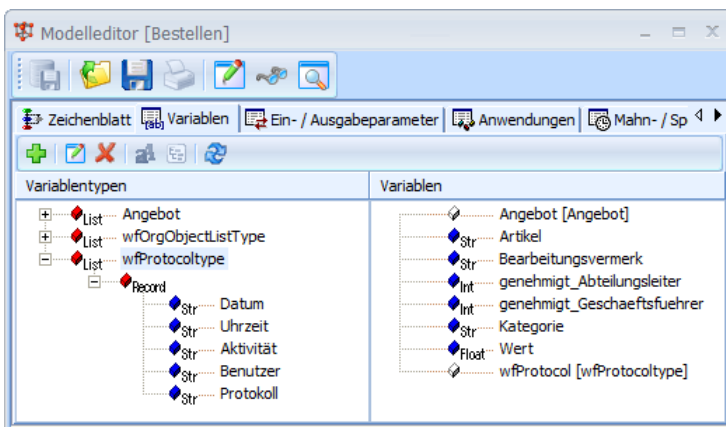 Modelleditor [Bestellen]
Zeichenblatt [ab] Variablen Ein- / Ausgabeparameter Anwendungen Mahn- / Sp
Variablentypen Variablen
List Angebot
List wfOrgObjectListType
List wfProtocoltype
Record
Str Datum
Str Uhrzeit
Str Aktivität
Str Benutzer
Str Protokoll
Angebot [Angebot]
Str Artikel
Str Bearbeitungsvermerk
Int genehmigt_Abteilungsleiter
Int genehmigt_Geschaeftsfuehrer
Str Kategorie
Float Wert
wfProtocol [wfProtocoltype]